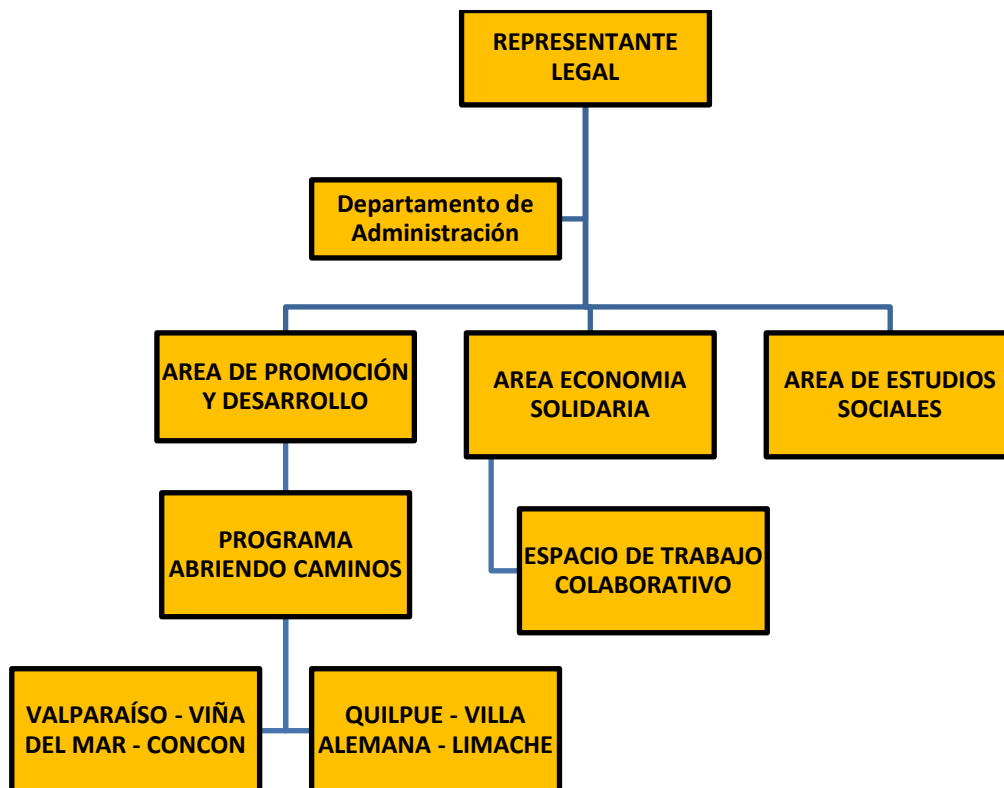 REPRESENTANTE
LEGAL
Departamento de
Administración
AREA DE PROMOCIÓN
Y DESARROLLO
AREA ECONOMIA
SOLIDARIA
AREA DE ESTUDIOS
SOCIALES
PROGRAMA
ABRIENDO CAMINOS
ESPACIO DE TRABAJO
COLABORATIVO
VALPARAÍSO - VIÑA
DEL MAR - CONCON
QUILPUE - VILLA
ALEMANA - LIMACHE